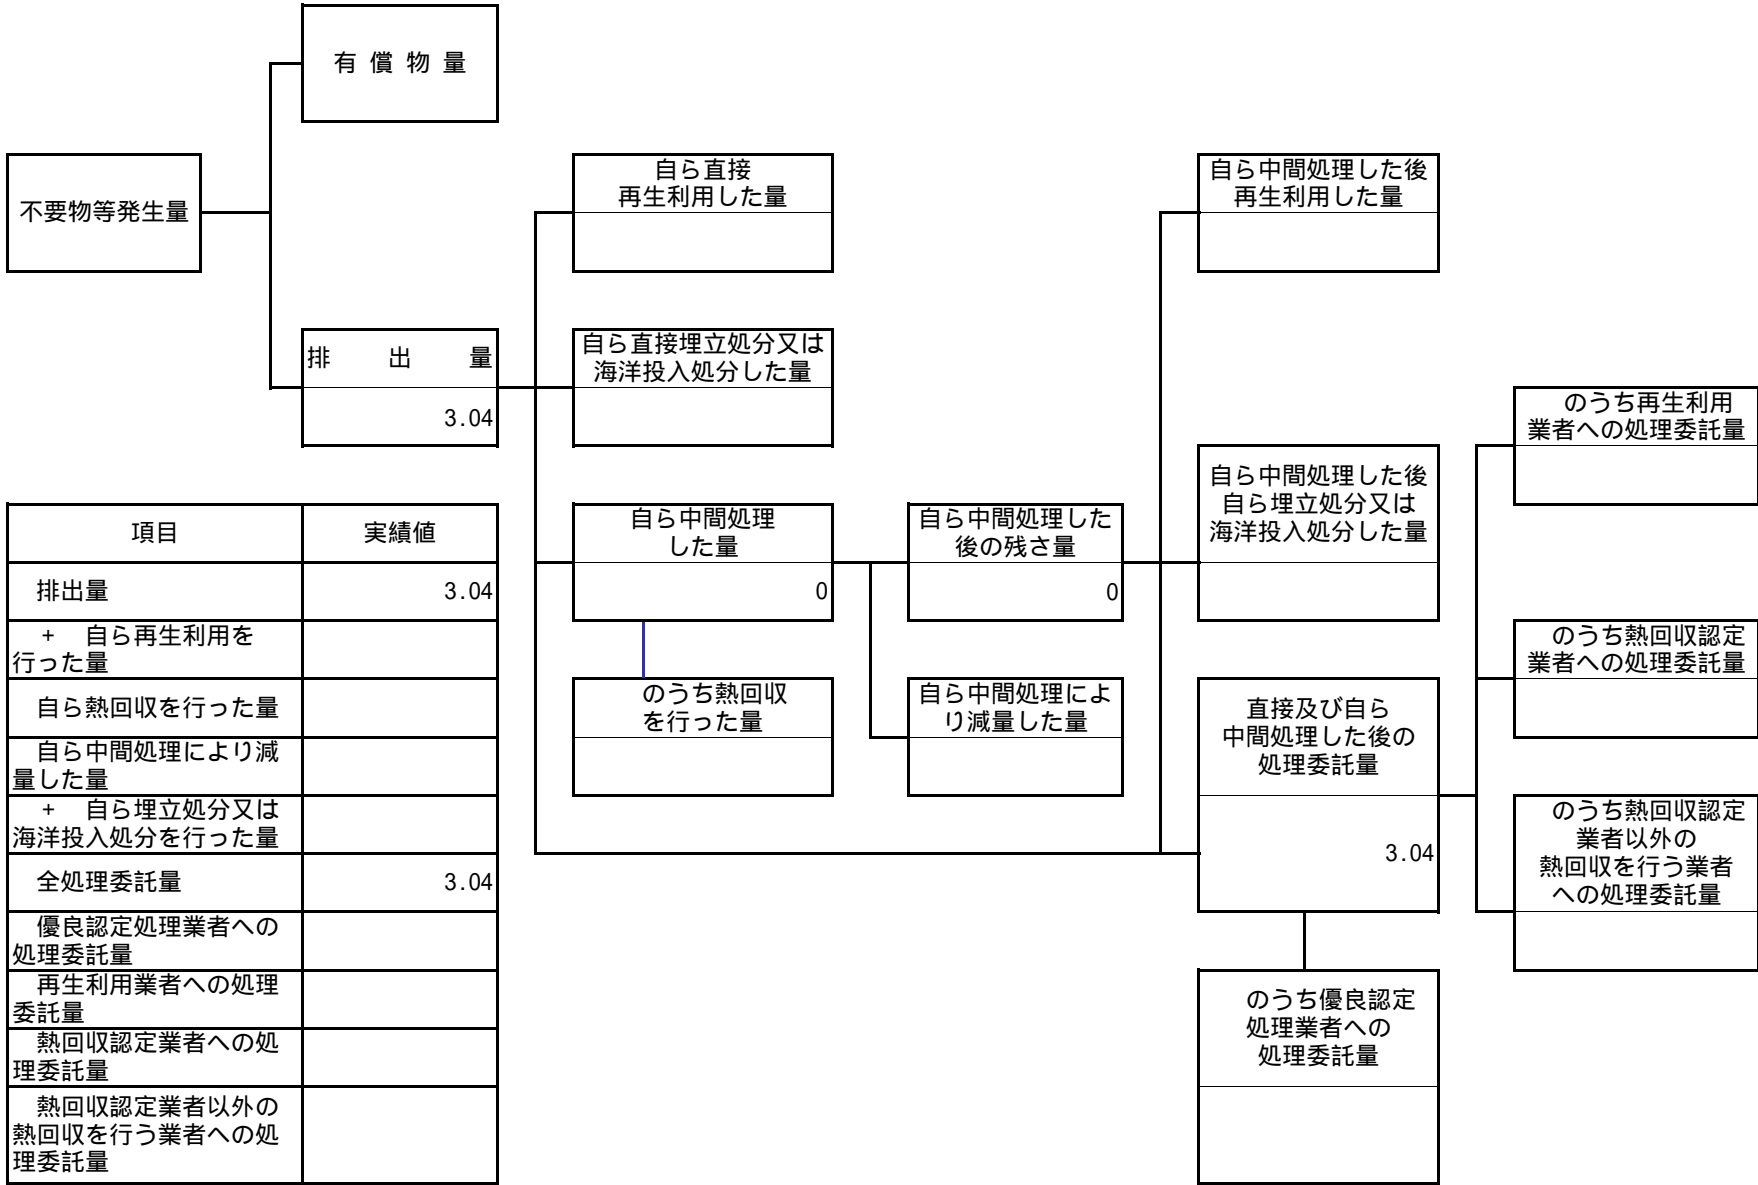 有 償 物 量
不要物等発生量
排 出 量
3.04
自ら直接
再生利用した量
自ら直接埋立処分又は
海洋投入処分した量
自ら中間処理
した量
0
のうち熱回収
を行った量
自ら中間処理した
後の残さ量
0
自ら中間処理によ
り減量した量
自ら中間処理した後
再生利用した量
自ら中間処理した後
自ら埋立処分又は
海洋投入処分した量
直接及び自ら
中間処理した後の
処理委託量
3.04
のうち優良認定
処理業者への
処理委託量
のうち再生利用
業者への処理委託量
のうち熱回収認定
業者への処理委託量
のうち熱回収認定
業者以外の
熱回収を行う業者
への処理委託量
項目 実績値
排出量 3.04
+ 自ら再生利用を
行った量
自ら熱回収を行った量
自ら中間処理により減
量した量
+ 自ら埋立処分又は
海洋投入処分を行った量
全処理委託量 3.04
優良認定処理業者への
処理委託量
再生利用業者への処理
委託量
熱回収認定業者への処
理委託量
熱回収認定業者以外の
熱回収を行う業者への処
理委託量